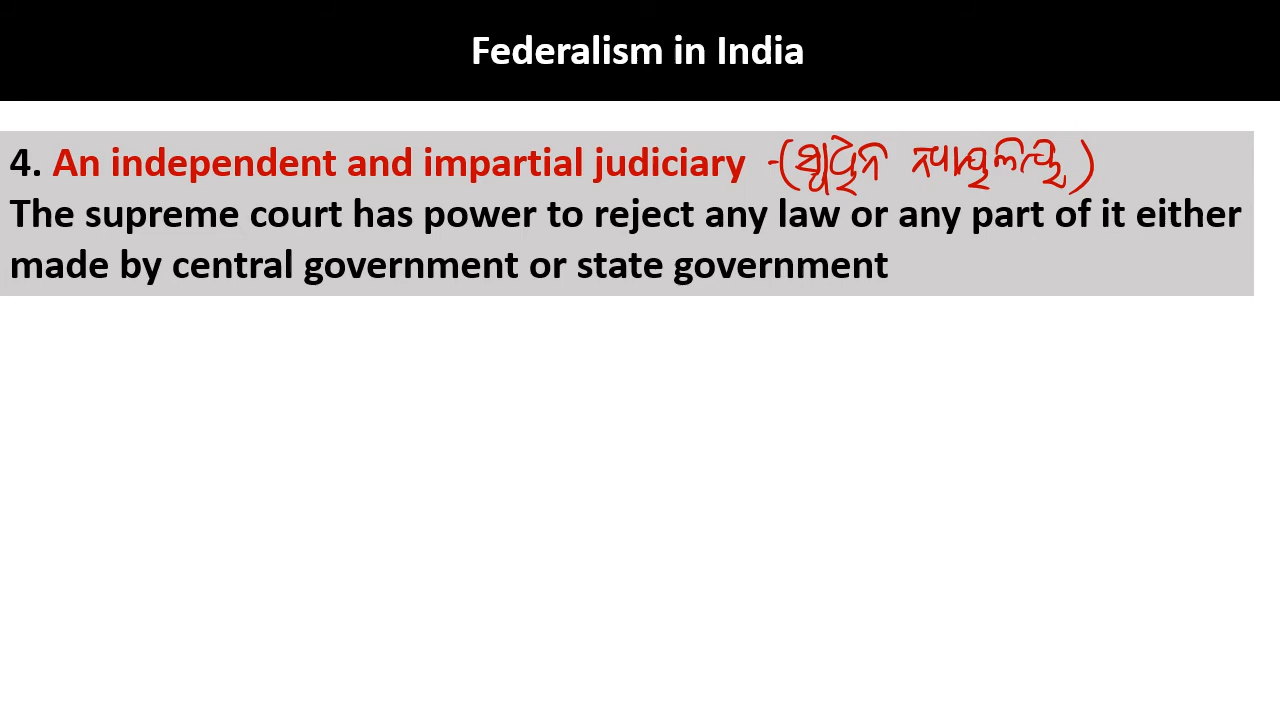 Federalism in India
4. An independent and impartial judiciary -(ସ୍ୱାଧୀନ
The supreme court has power to reject any law or any part of it either
made by central government or state government